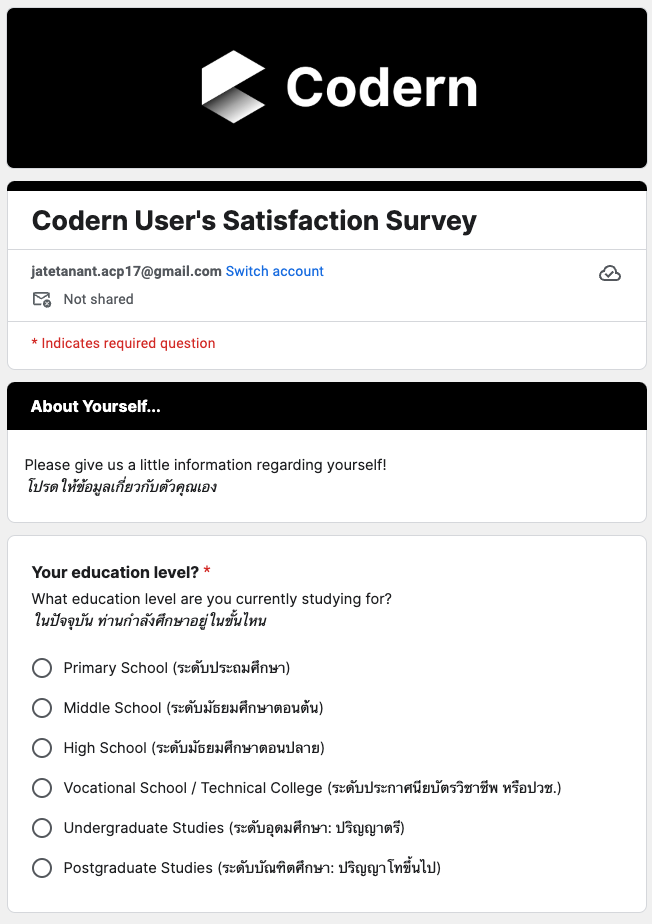 Codern
Codern User's Satisfaction Survey
jatetanant.acp17@gmail.com Switch account
Not shared
* Indicates required question
About Yourself...
Please give us a little information regarding yourself!
โปรดให้ข้อมูลเกี่ยวกับตัวคุณเอง
Your education level? *
What education level are you currently studying for?
ในปัจจุบัน ท่านกำลังศึกษาอยู่ในขั้นไหน
Primary School (ระดับประถมศึกษา)
Middle School (ระดับมัธยมศึกษาตอนต้น)
High School (ระดับมัธยมศึกษาตอนปลาย)
Vocational School / Technical College (ระดับประกาศนียบัตรวิชาชีพ หรือปวช.)
Undergraduate Studies (ระดับอุดมศึกษา: ปริญญาตรี)
Postgraduate Studies (ระดับบัณฑิตศึกษา: ปริญญาโทขึ้นไป)